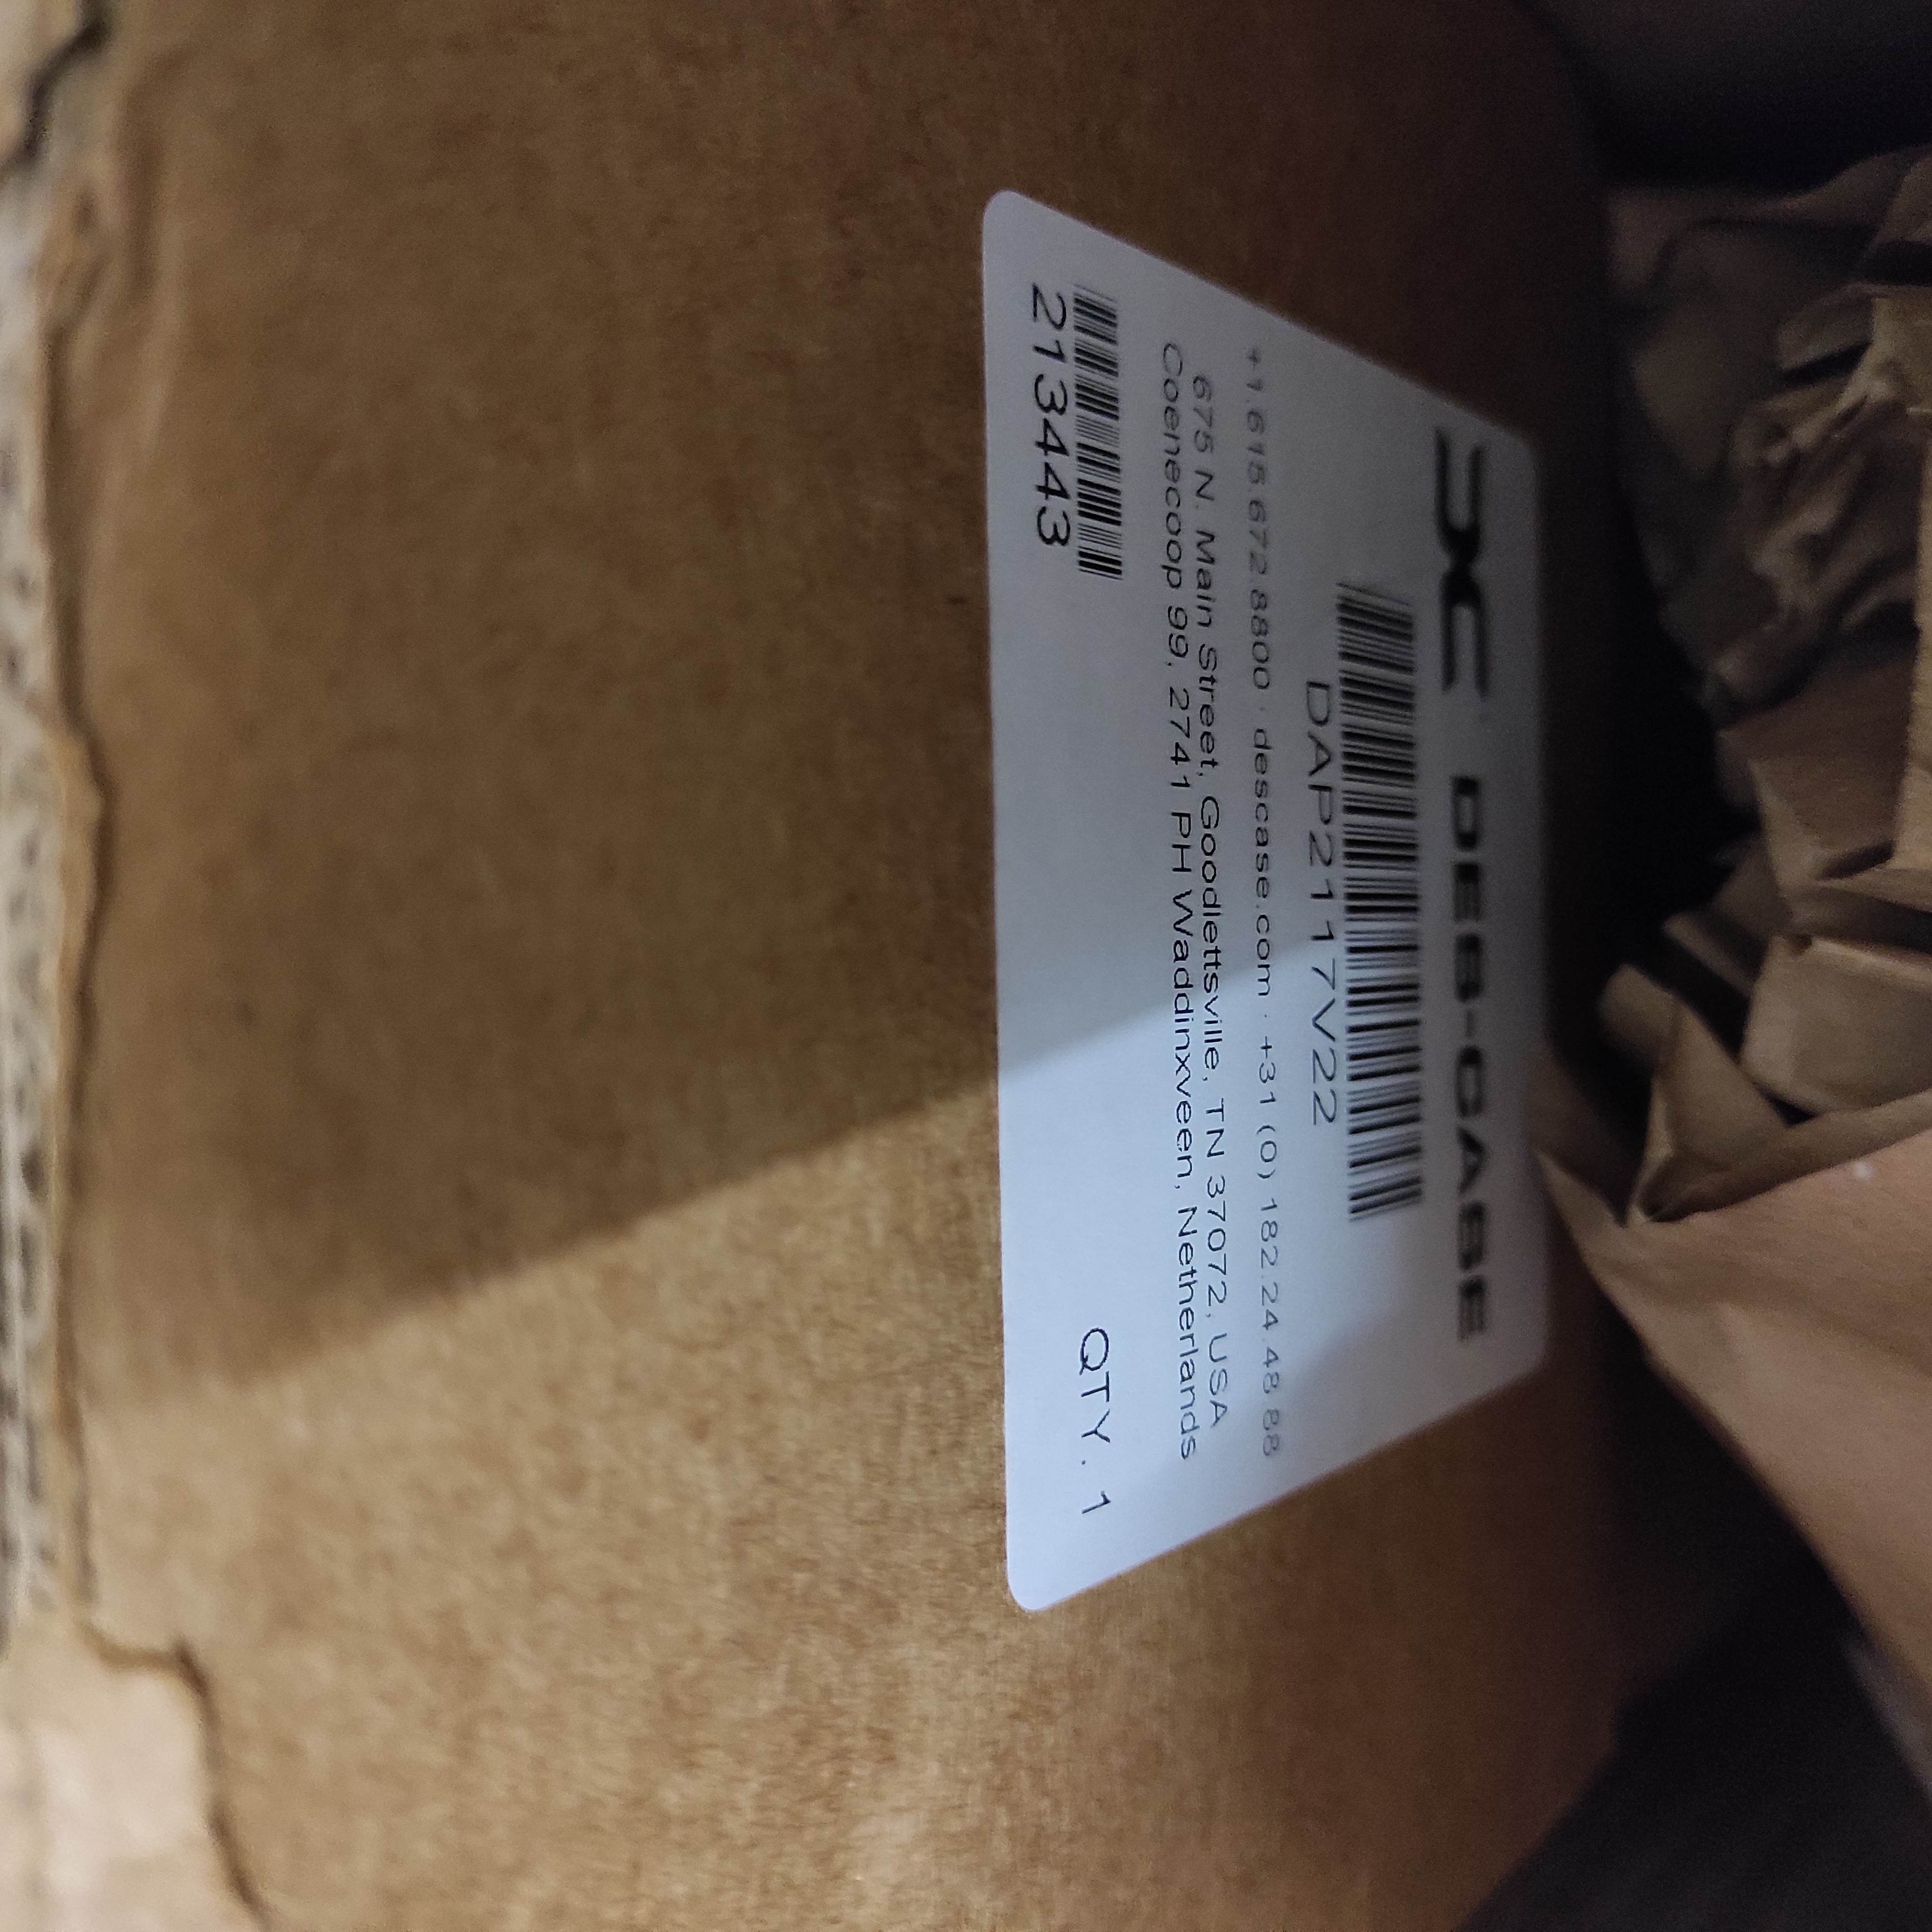 DES-CASE
DAP2117V22
+1.615.672.8800 · descase.com · +31 (0) 182.24.48.88
675 N. Main Street, Goodlettsville, TN 37072, USA
Coenecoop 99, 2741 PH Waddinxveen, Netherlands
213443
QTY. 1